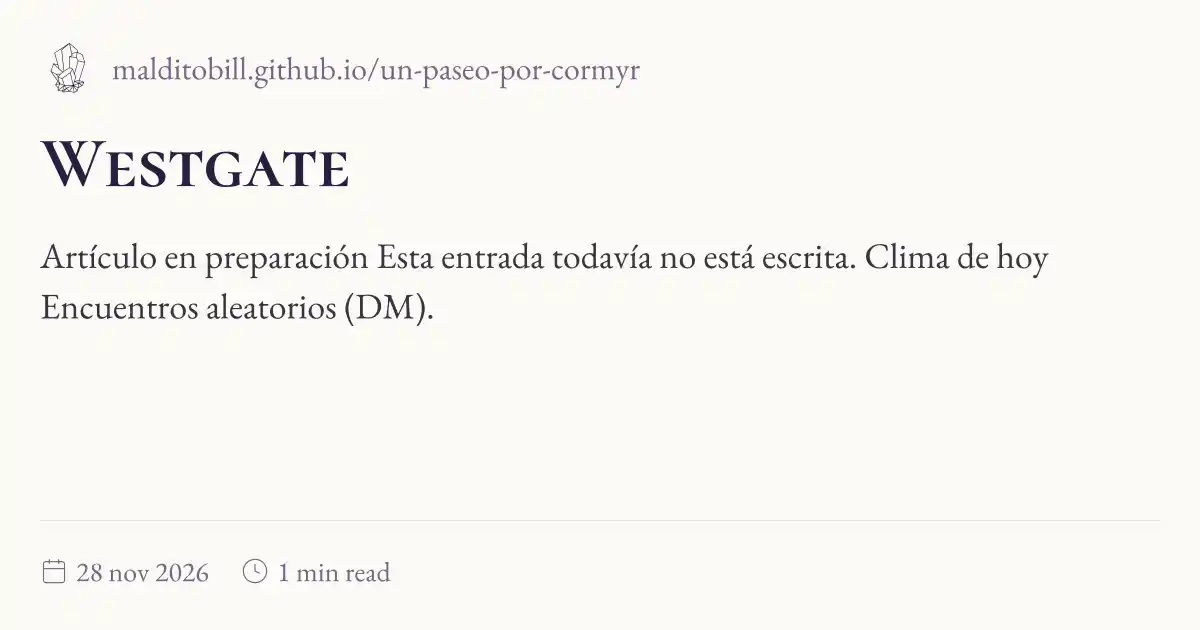 malditobill.github.io/un-paseo-por-cormyr
Westgate
Artículo en preparación Esta entrada todavía no está escrita. Clima de hoy
Encuentros aleatorios (DM).
28 nov 2026 1 min read